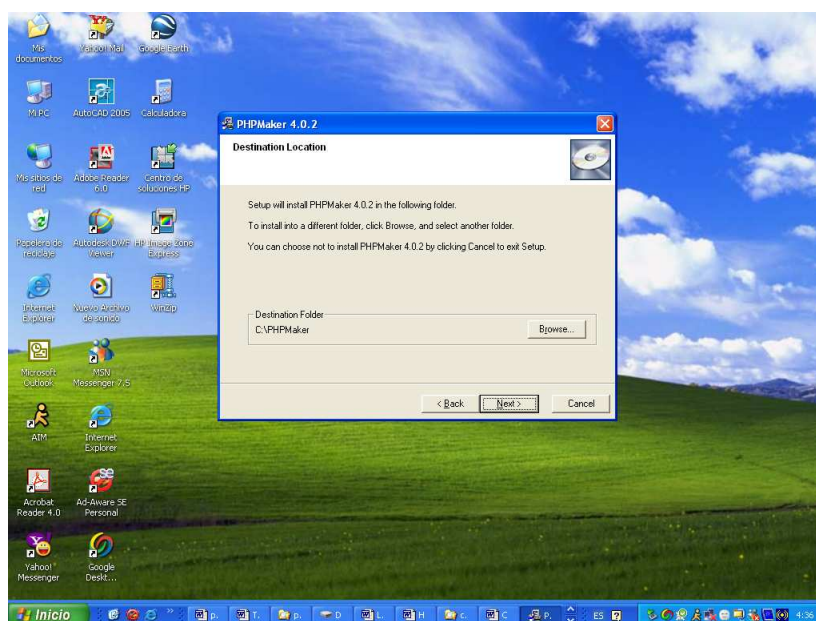 Mis
documentos
Yahoo! Mail
Google Earth
Mi PC
AutoCAD 2005
Calculadora
Mis sitios de
red
Adobe Reader
6.0
Centro de
soluciones HP
Papelera de
reciclaje
Autodesk DWF
Viewer
HP Image Zone
Express
Internet
Explorer
Nuevo Archivo
de sonido
WinZip
Microsoft
Outlook
MSN
Messenger 7.5
AIM
Internet
Explorer
Acrobat
Reader 4.0
Ad-Aware SE
Personal
Yahoo!
Messenger
Google
Deskt...
PHPMaker 4.0.2
Destination Location
Setup will install PHPMaker 4.0.2 in the following folder.
To install into a different folder, click Browse, and select another folder.
You can choose not to install PHPMaker 4.0.2 by clicking Cancel to exit Setup.
Destination Folder
C:\PHPMaker
Browse...
< Back
Next >
Cancel
Inicio
p.
T.
p.
D
L.
H
c.
C
P.
ES
4:36